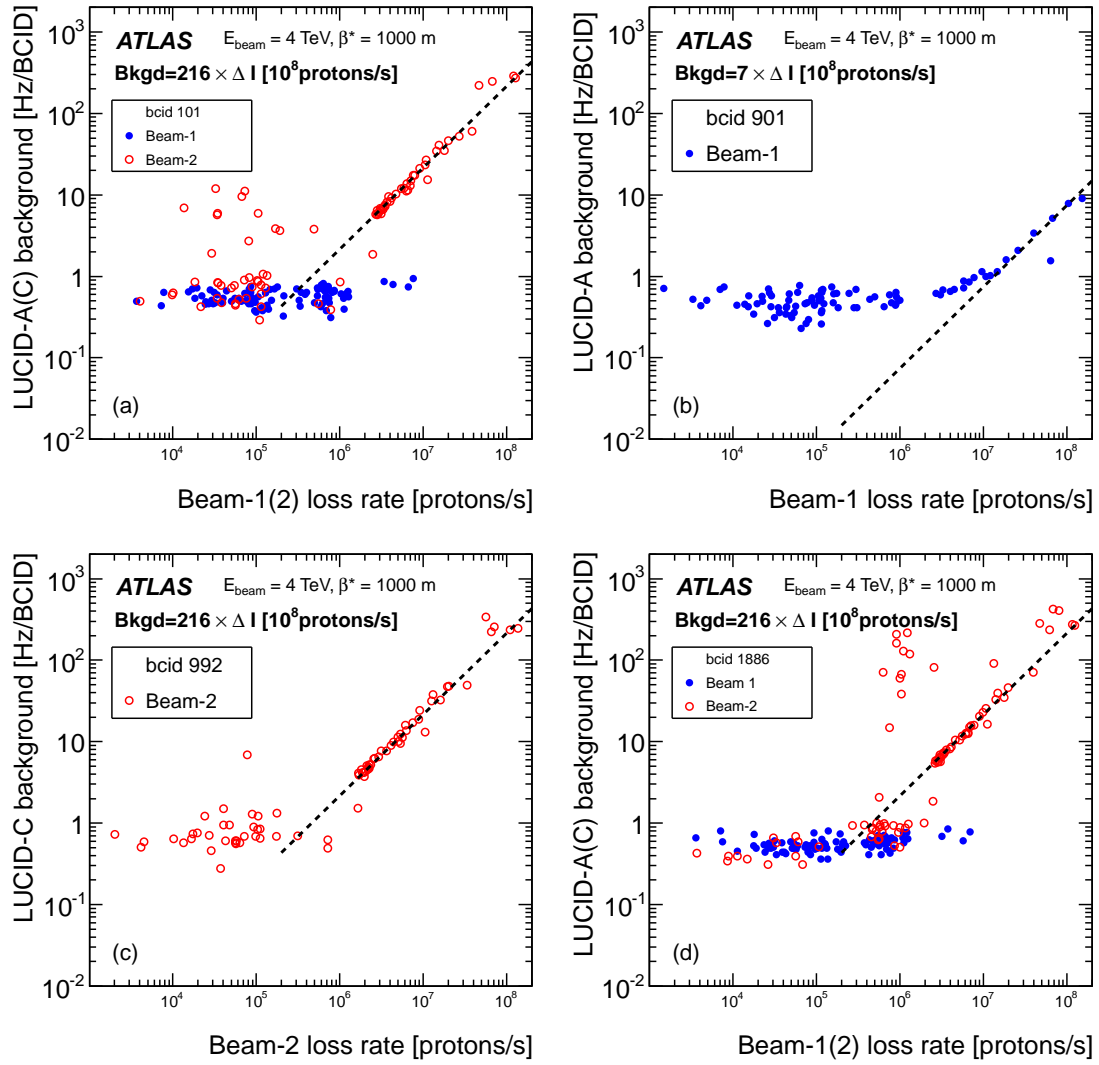 ATLAS E_beam = 4 TeV, β* = 1000 m
Bkgd=216 × Δ I [10^8 protons/s]
bcid 101
Beam-1
Beam-2
(a)
LUCID-A(C) background [Hz/BCID]
10^3
10^2
10
1
10^-1
10^-2
10^4 10^5 10^6 10^7 10^8
Beam-1(2) loss rate [protons/s]
ATLAS E_beam = 4 TeV, β* = 1000 m
Bkgd=7 × Δ I [10^8 protons/s]
bcid 901
Beam-1
(b)
LUCID-A background [Hz/BCID]
10^3
10^2
10
1
10^-1
10^-2
10^4 10^5 10^6 10^7 10^8
Beam-1 loss rate [protons/s]
ATLAS E_beam = 4 TeV, β* = 1000 m
Bkgd=216 × Δ I [10^8 protons/s]
bcid 992
Beam-2
(c)
LUCID-C background [Hz/BCID]
10^3
10^2
10
1
10^-1
10^-2
10^4 10^5 10^6 10^7 10^8
Beam-2 loss rate [protons/s]
ATLAS E_beam = 4 TeV, β* = 1000 m
Bkgd=216 × Δ I [10^8 protons/s]
bcid 1886
Beam 1
Beam-2
(d)
LUCID-A(C) background [Hz/BCID]
10^3
10^2
10
1
10^-1
10^-2
10^4 10^5 10^6 10^7 10^8
Beam-1(2) loss rate [protons/s]